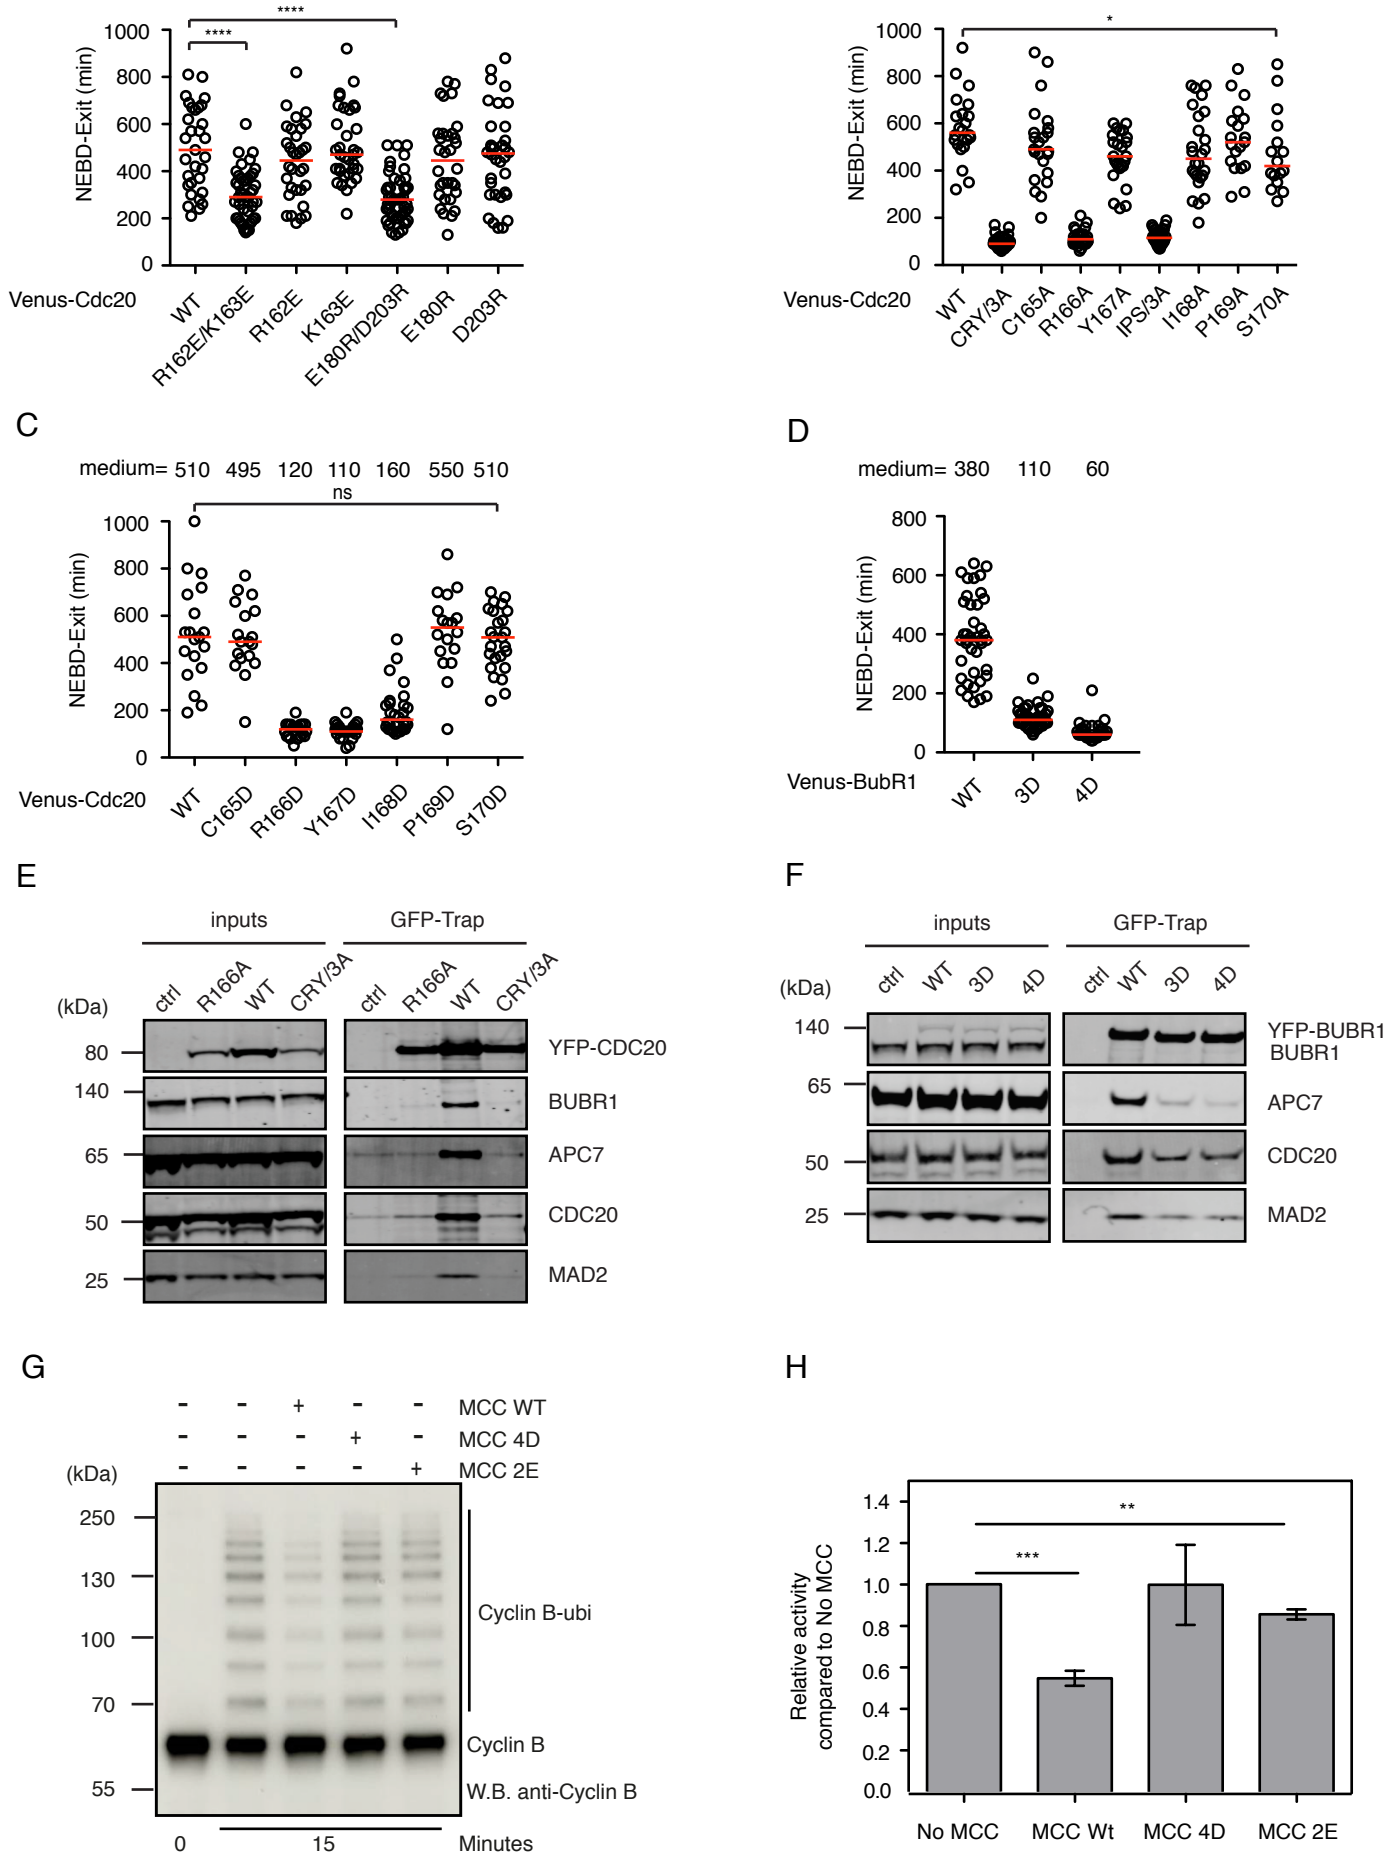 ****
****
1000
800
600
400
200
0
NEBD-Exit (min)
Venus-Cdc20
WT
R162E/K163E
R162E
K163E
E180R/D203R
E180R
D203R
*
1000
800
600
400
200
0
NEBD-Exit (min)
Venus-Cdc20
WT
CRY/3A
C165A
R166A
Y167A
IPS/3A
I168A
P169A
S170A
C
medium= 510 495 120 110 160 550 510
ns
1000
800
600
400
200
0
NEBD-Exit (min)
Venus-Cdc20
WT
C165D
R166D
Y167D
I168D
P169D
S170D
D
medium= 380 110 60
800
600
400
200
0
NEBD-Exit (min)
Venus-BubR1
WT
3D
4D
E
inputs GFP-Trap
(kDa) ctrl R166A WT CRY/3A ctrl R166A WT CRY/3A
80 YFP-CDC20
140 BUBR1
65 APC7
50 CDC20
25 MAD2
F
inputs GFP-Trap
(kDa) ctrl WT 3D 4D ctrl WT 3D 4D
140 YFP-BUBR1
BUBR1
65 APC7
50 CDC20
25 MAD2
G
- - + - - MCC WT
- - - + - MCC 4D
- - - - + MCC 2E
(kDa)
250
130
100
70
55
Cyclin B-ubi
Cyclin B
W.B. anti-Cyclin B
0 15 Minutes
H
**
***
1.4
1.2
1.0
0.8
0.6
0.4
0.2
0.0
Relative activity
compared to No MCC
No MCC MCC Wt MCC 4D MCC 2E